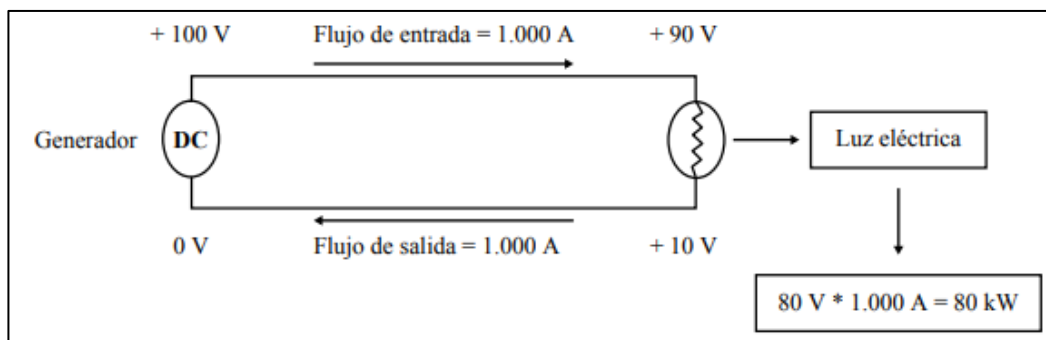 + 100 V
Flujo de entrada = 1.000 A
+ 90 V
Generador
DC
Luz eléctrica
0 V
Flujo de salida = 1.000 A
+ 10 V
80 V * 1.000 A = 80 kW